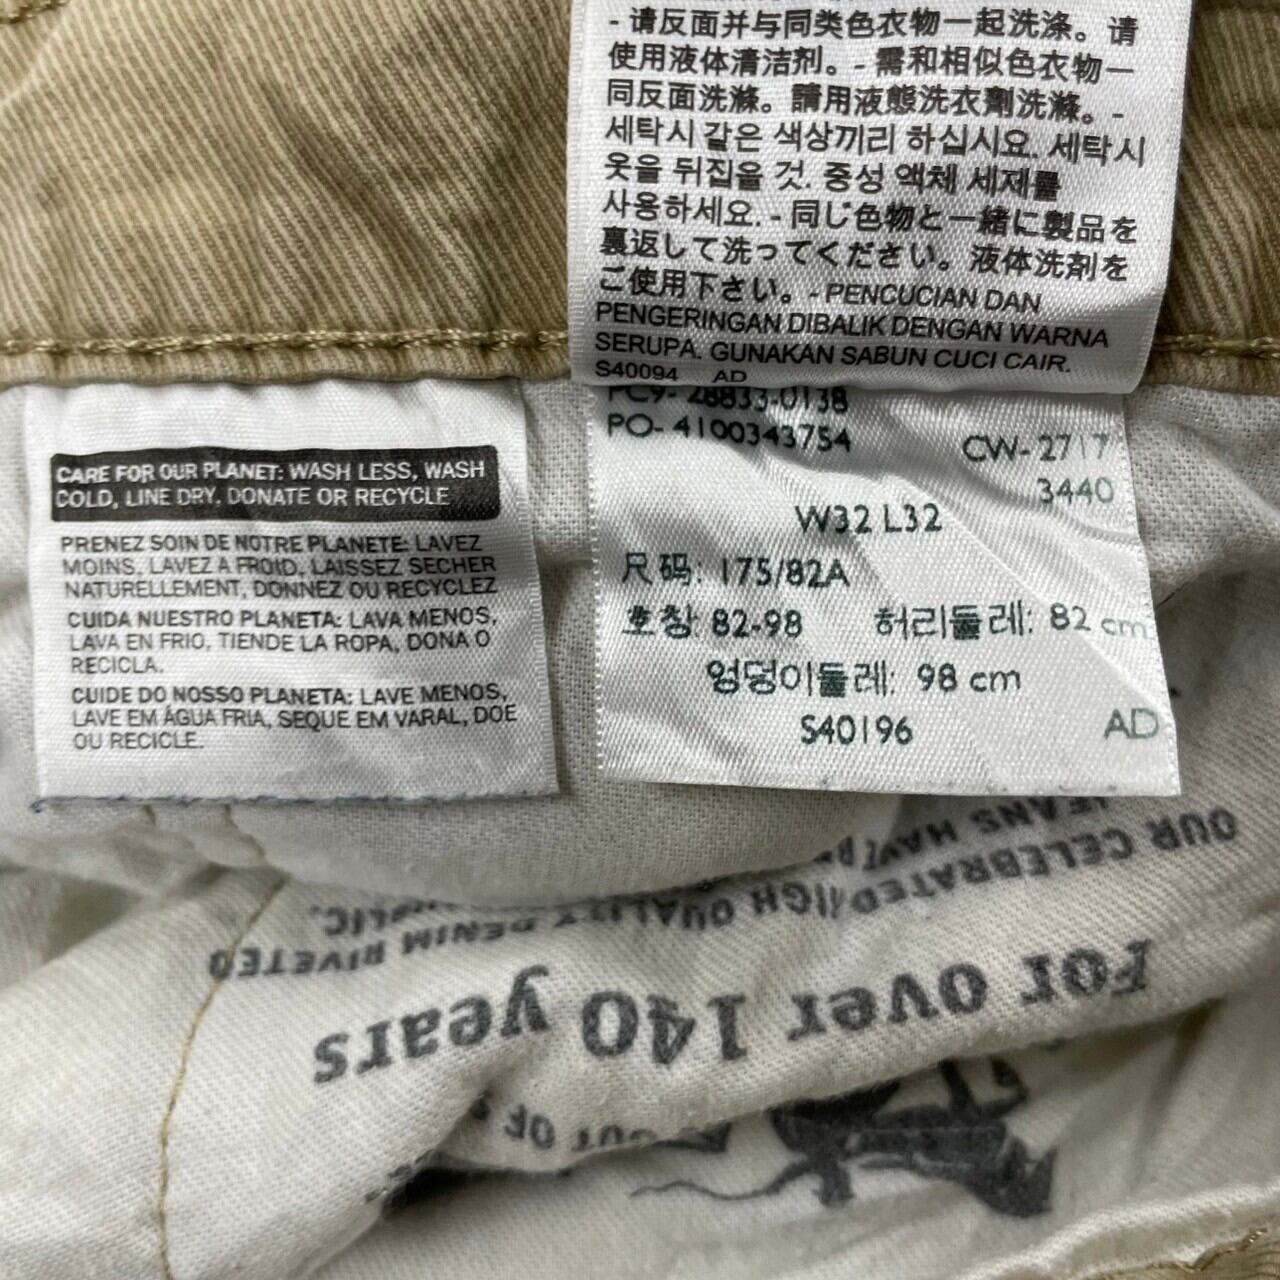 - 请反面并与同类色衣物一起洗涤。请
使用液体清洁剂。- 需和相似色衣物一
同反面洗滌。請用液態洗衣劑洗滌。-
세탁시 같은 색상끼리 하십시요. 세탁시
옷을 뒤집을 것. 중성 액체 세제를
사용하세요. - 同じ色物と一緒に製品を
裏返して洗ってください。液体洗剤を
ご使用下さい。- PENCUCIAN DAN
PENGERINGAN DIBALIK DENGAN WARNA
SERUPA. GUNAKAN SABUN CUCI CAIR.
S40094 AD
CARE FOR OUR PLANET: WASH LESS, WASH
COLD, LINE DRY, DONATE OR RECYCLE
PRENEZ SOIN DE NOTRE PLANETE: LAVEZ
MOINS, LAVEZ A FROID, LAISSEZ SECHER
NATURELLEMENT, DONNEZ OU RECYCLEZ
CUIDA NUESTRO PLANETA: LAVA MENOS,
LAVA EN FRIO, TIENDE LA ROPA, DONA O
RECICLA.
CUIDE DO NOSSO PLANETA: LAVE MENOS,
LAVE EM ÁGUA FRIA, SEQUE EM VARAL, DOE
OU RECICLE.
PC9- 28833-0138
PO- 4100343754 CW- 2717
3440
W32 L32
尺码: 175/82A
호칭 82-98 허리둘레: 82 cm
엉덩이둘레: 98 cm
S40196 AD
OUT OF
For over 140 years
OUR CELEBRATED
JEANS HAVE
HIGH QUALITY DENIM RIVETED